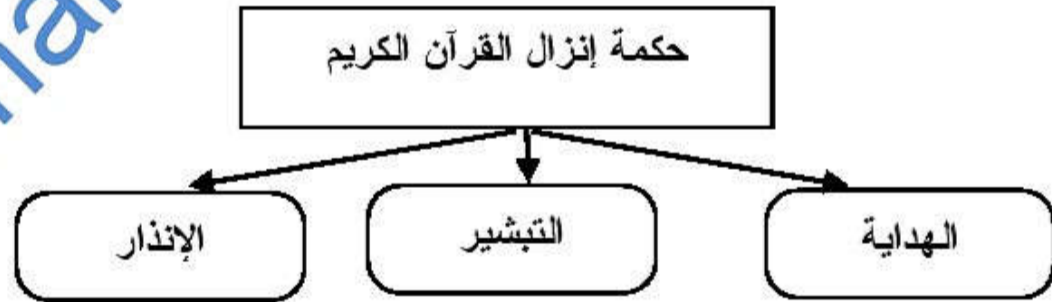 حكمة إنزال القرآن الكريم
الهداية
التبشير
الإنذار